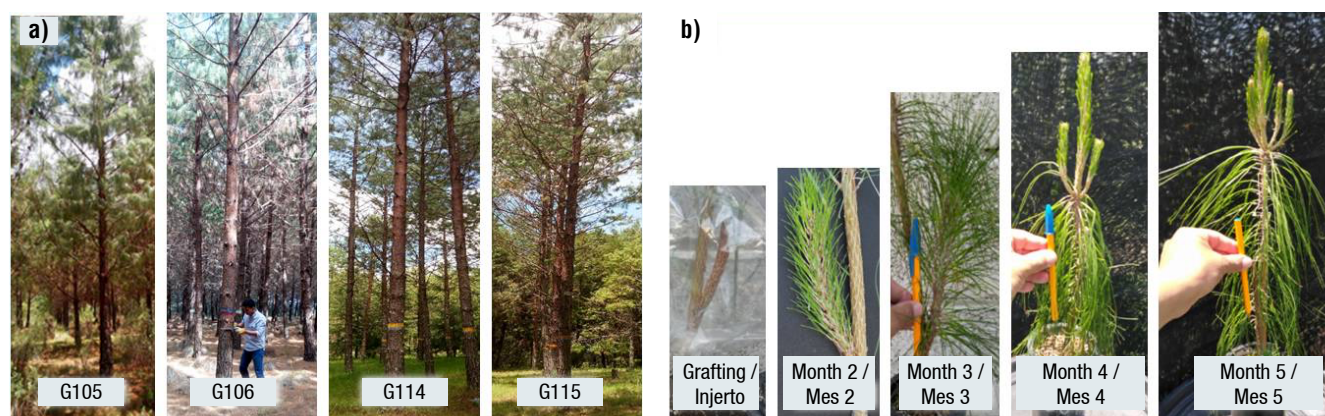 a)
G105
G106
G114
G115
b)
Grafting /
Injerto
Month 2 /
Mes 2
Month 3 /
Mes 3
Month 4 /
Mes 4
Month 5 /
Mes 5